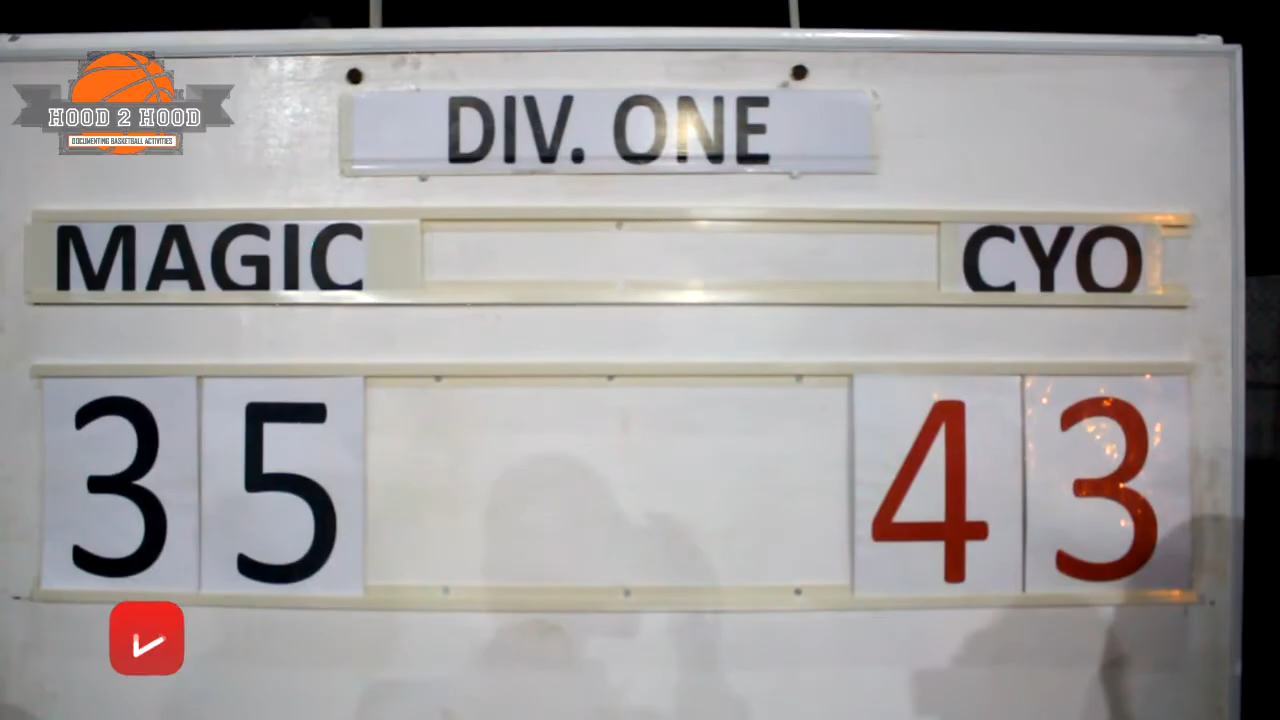 HOOD 2 HOOD
DOCUMENTING BASKETBALL ACTIVITIES
DIV. ONE
MAGIC CYO
35 43